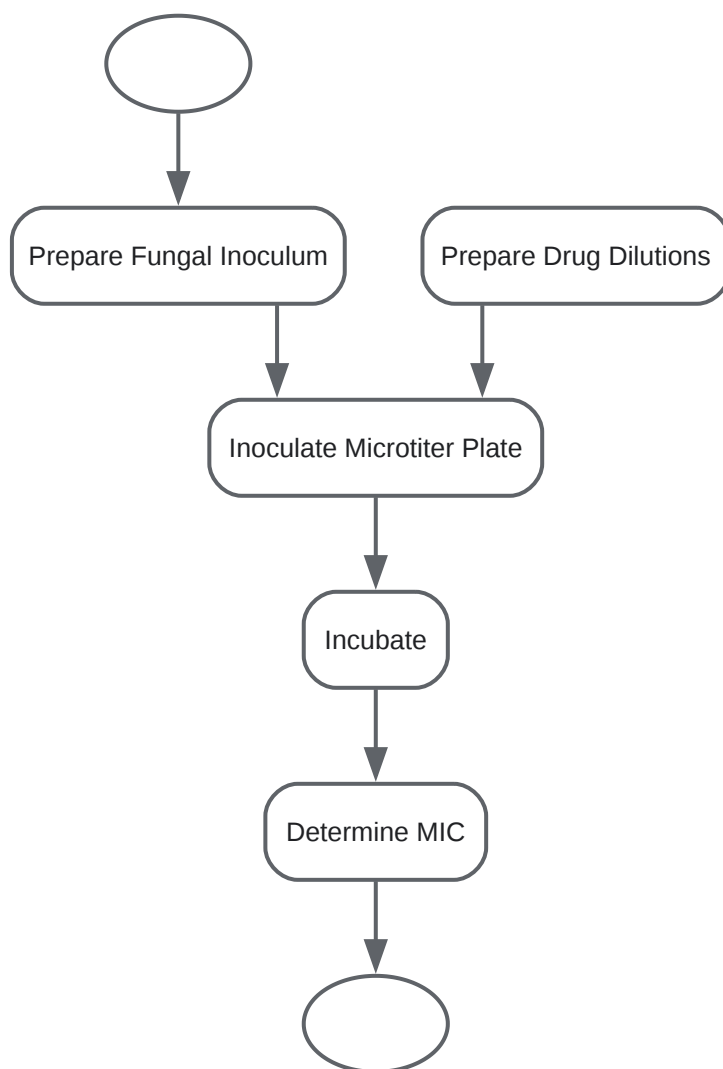 Prepare Fungal Inoculum
Prepare Drug Dilutions
Inoculate Microtiter Plate
Incubate
Determine MIC